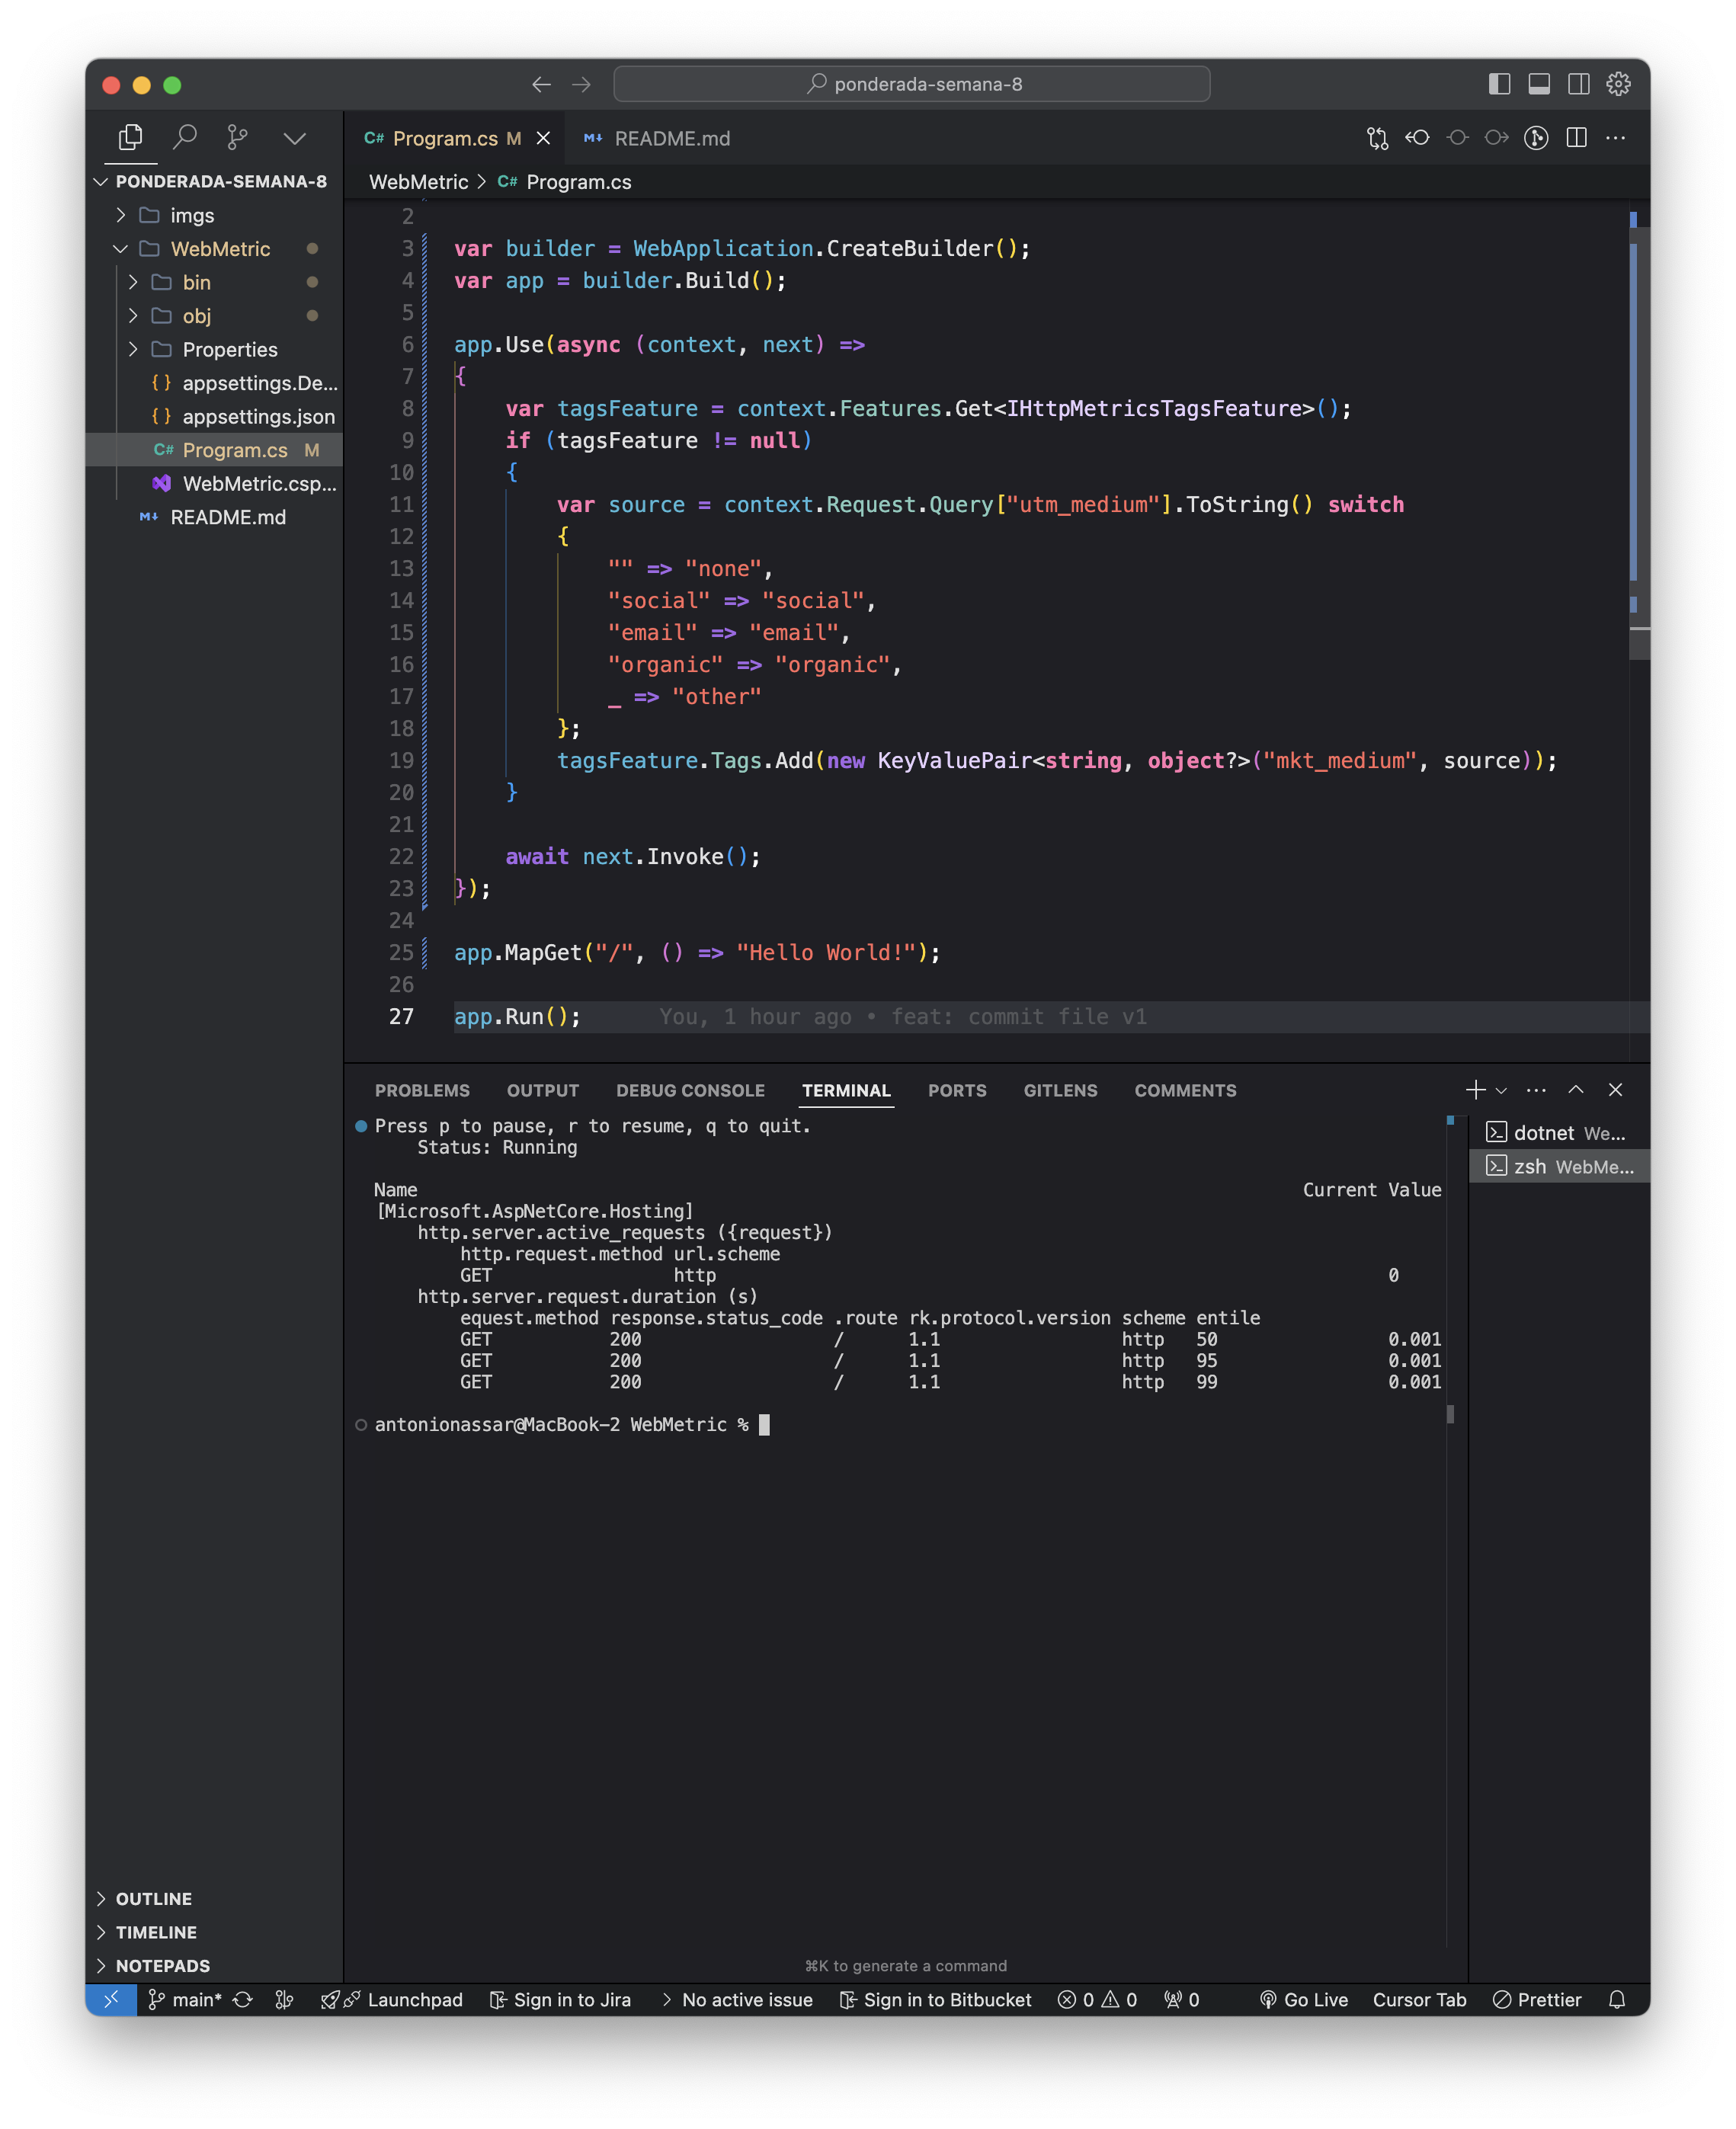 ponderada-semana-8
C# Program.cs M
README.md
PONDERADA-SEMANA-8
imgs
WebMetric
bin
obj
Properties
{ } appsettings.De...
{ } appsettings.json
C# Program.cs M
WebMetric.csp...
README.md
OUTLINE
TIMELINE
NOTEPADS
WebMetric > C# Program.cs
2
3 var builder = WebApplication.CreateBuilder();
4 var app = builder.Build();
5
6 app.Use(async (context, next) =>
7 {
8 var tagsFeature = context.Features.Get<IHttpMetricsTagsFeature>();
9 if (tagsFeature != null)
10 {
11 var source = context.Request.Query["utm_medium"].ToString() switch
12 {
13 "" => "none",
14 "social" => "social",
15 "email" => "email",
16 "organic" => "organic",
17 _ => "other"
18 };
19 tagsFeature.Tags.Add(new KeyValuePair<string, object?>("mkt_medium", source));
20 }
21
22 await next.Invoke();
23 });
24
25 app.MapGet("/", () => "Hello World!");
26
27 app.Run(); You, 1 hour ago • feat: commit file v1
PROBLEMS OUTPUT DEBUG CONSOLE TERMINAL PORTS GITLENS COMMENTS
Press p to pause, r to resume, q to quit.
Status: Running
Name Current Value
[Microsoft.AspNetCore.Hosting]
http.server.active_requests ({request})
http.request.method url.scheme
GET http 0
http.server.request.duration (s)
equest.method response.status_code .route rk.protocol.version scheme entile
GET 200 / 1.1 http 50 0.001
GET 200 / 1.1 http 95 0.001
GET 200 / 1.1 http 99 0.001
antonionassar@MacBook-2 WebMetric %
dotnet We...
zsh WebMe...
⌘K to generate a command
main* Launchpad Sign in to Jira > No active issue Sign in to Bitbucket 0 0 0 Go Live Cursor Tab Prettier